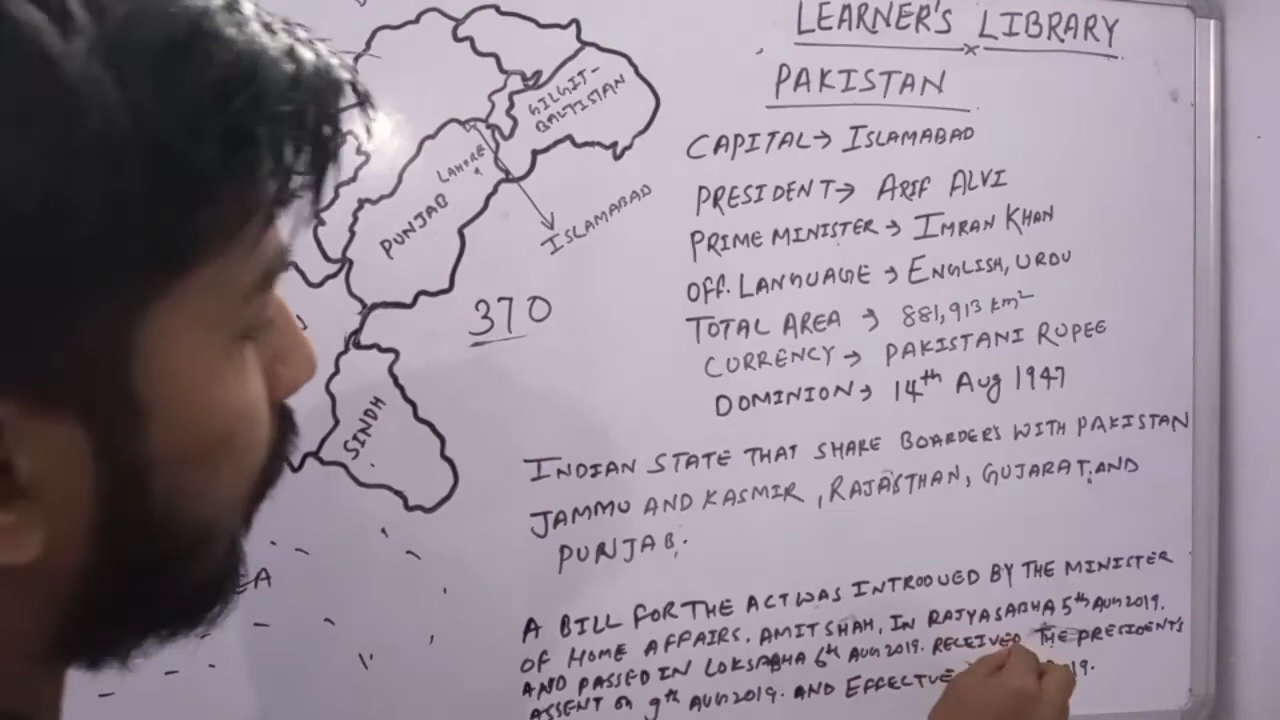 LEARNER'S LIBRARY
PAKISTAN
CAPITAL → ISLAMABAD
PRESIDENT → ARIF ALVI
PRIME MINISTER → IMRAN KHAN
OFF. LANGUAGE → ENGLISH, URDU
TOTAL AREA → 881,913 km²
CURRENCY → PAKISTANI RUPEE
DOMINION → 14th AUG 1947
GILGIT-
BALTISTAN
LAHORE
PUNJAB
ISLAMABAD
370
SINDH
INDIAN STATE THAT SHARE BOARDERS WITH PAKISTAN
JAMMU AND KASMIR, RAJASTHAN, GUJARAT, AND
PUNJAB.
A BILL FOR THE ACT WAS INTRODUED BY THE MINISTER
OF HOME AFFAIRS. AMIT SHAH, IN RAJYASABHA 5th AUG 2019.
AND PASSED IN LOKSABHA 6th AUG 2019. RECEIVED THE PRECIDENT'S
ASSENT on 9th AUG 2019. AND EFFECTVE 19.